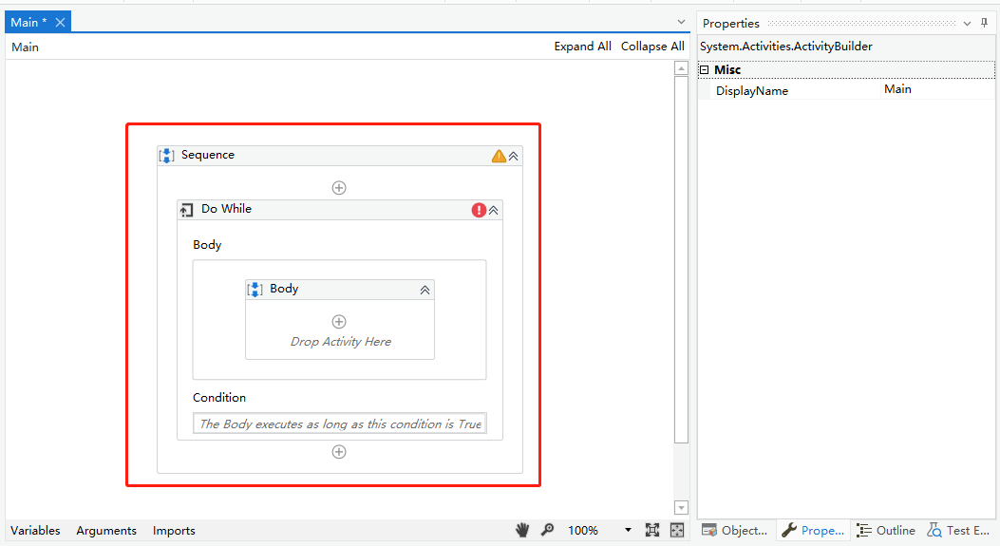 Main *
Properties
Main
Expand All Collapse All
System.Activities.ActivityBuilder
Misc
DisplayName Main
Sequence
Do While
Body
Body
Drop Activity Here
Condition
The Body executes as long as this condition is True
Variables Arguments Imports
100%
Object... Prope... Outline Test E...